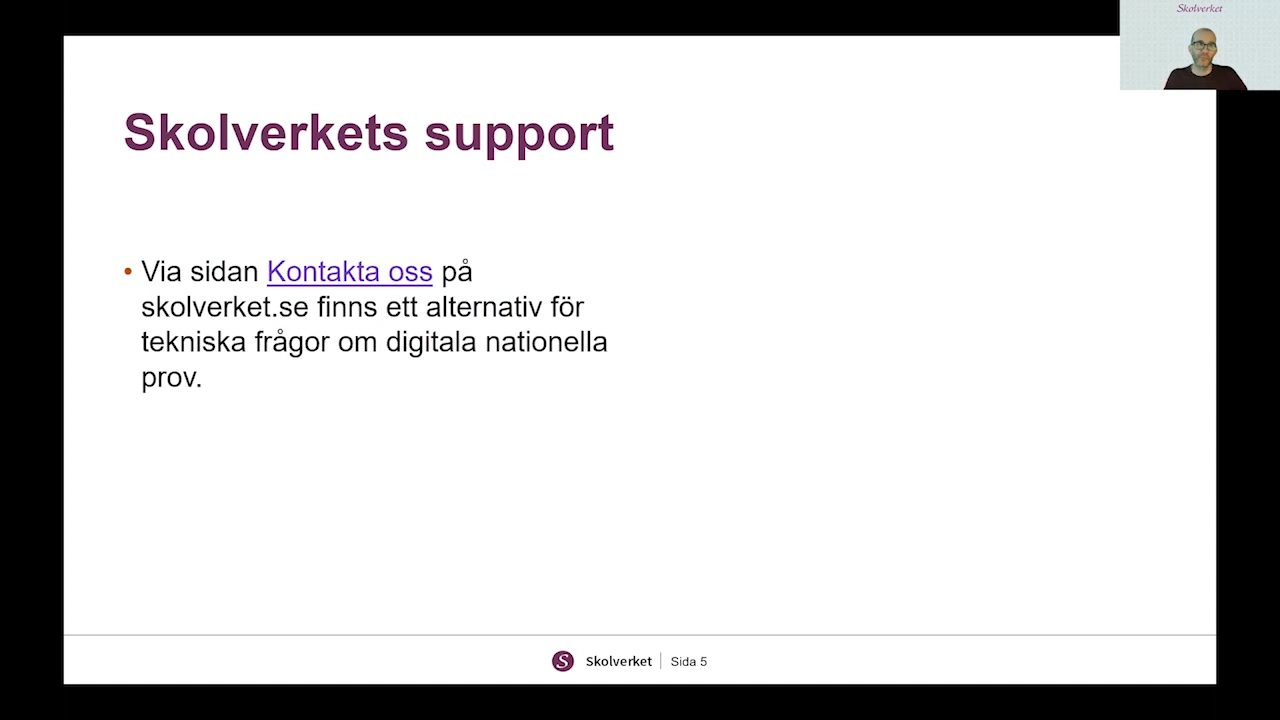 Skolverket
Skolverkets support
• Via sidan Kontakta oss på
skolverket.se finns ett alternativ för
tekniska frågor om digitala nationella
prov.
S Skolverket | Sida 5